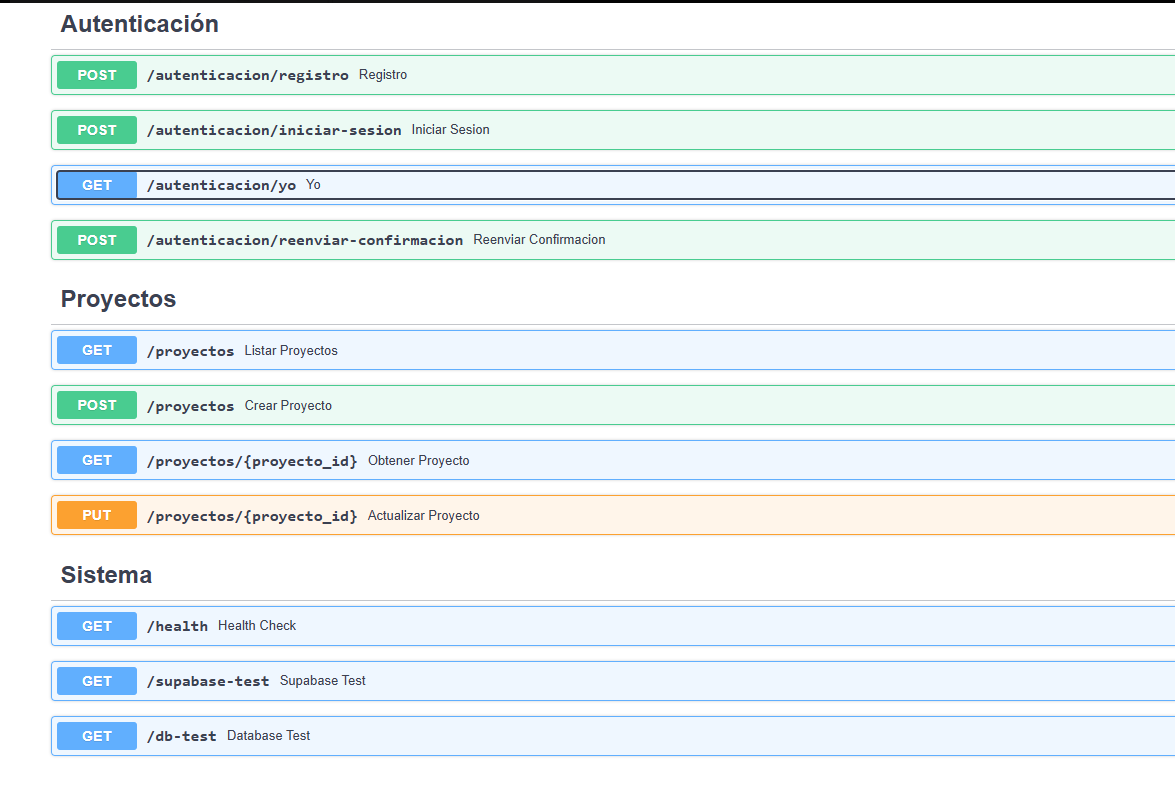 Autenticación
POST /autenticacion/registro Registro
POST /autenticacion/iniciar-sesion Iniciar Sesion
GET /autenticacion/yo Yo
POST /autenticacion/reenviar-confirmacion Reenviar Confirmacion
Proyectos
GET /proyectos Listar Proyectos
POST /proyectos Crear Proyecto
GET /proyectos/{proyecto_id} Obtener Proyecto
PUT /proyectos/{proyecto_id} Actualizar Proyecto
Sistema
GET /health Health Check
GET /supabase-test Supabase Test
GET /db-test Database Test